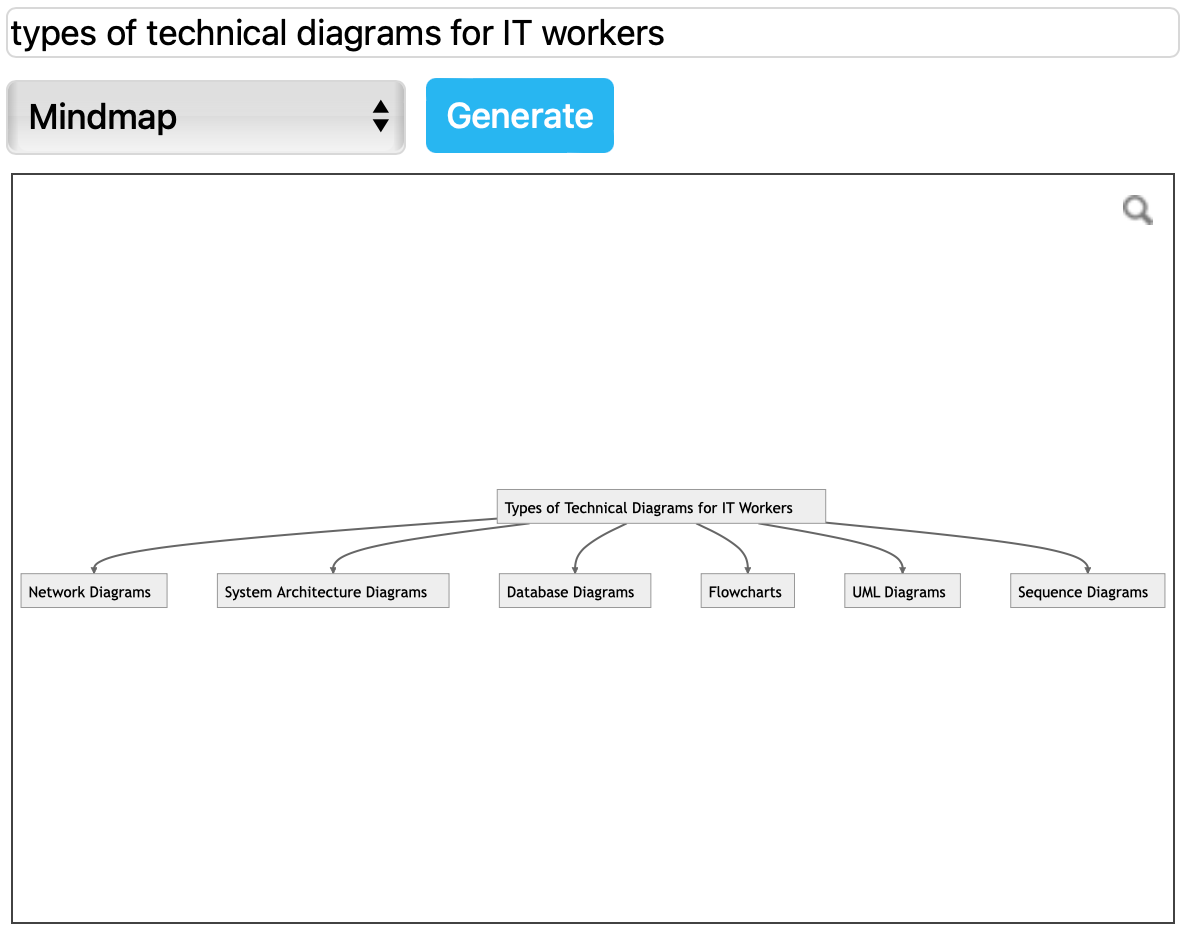 types of technical diagrams for IT workers
Mindmap
Generate
Types of Technical Diagrams for IT Workers
Network Diagrams
System Architecture Diagrams
Database Diagrams
Flowcharts
UML Diagrams
Sequence Diagrams